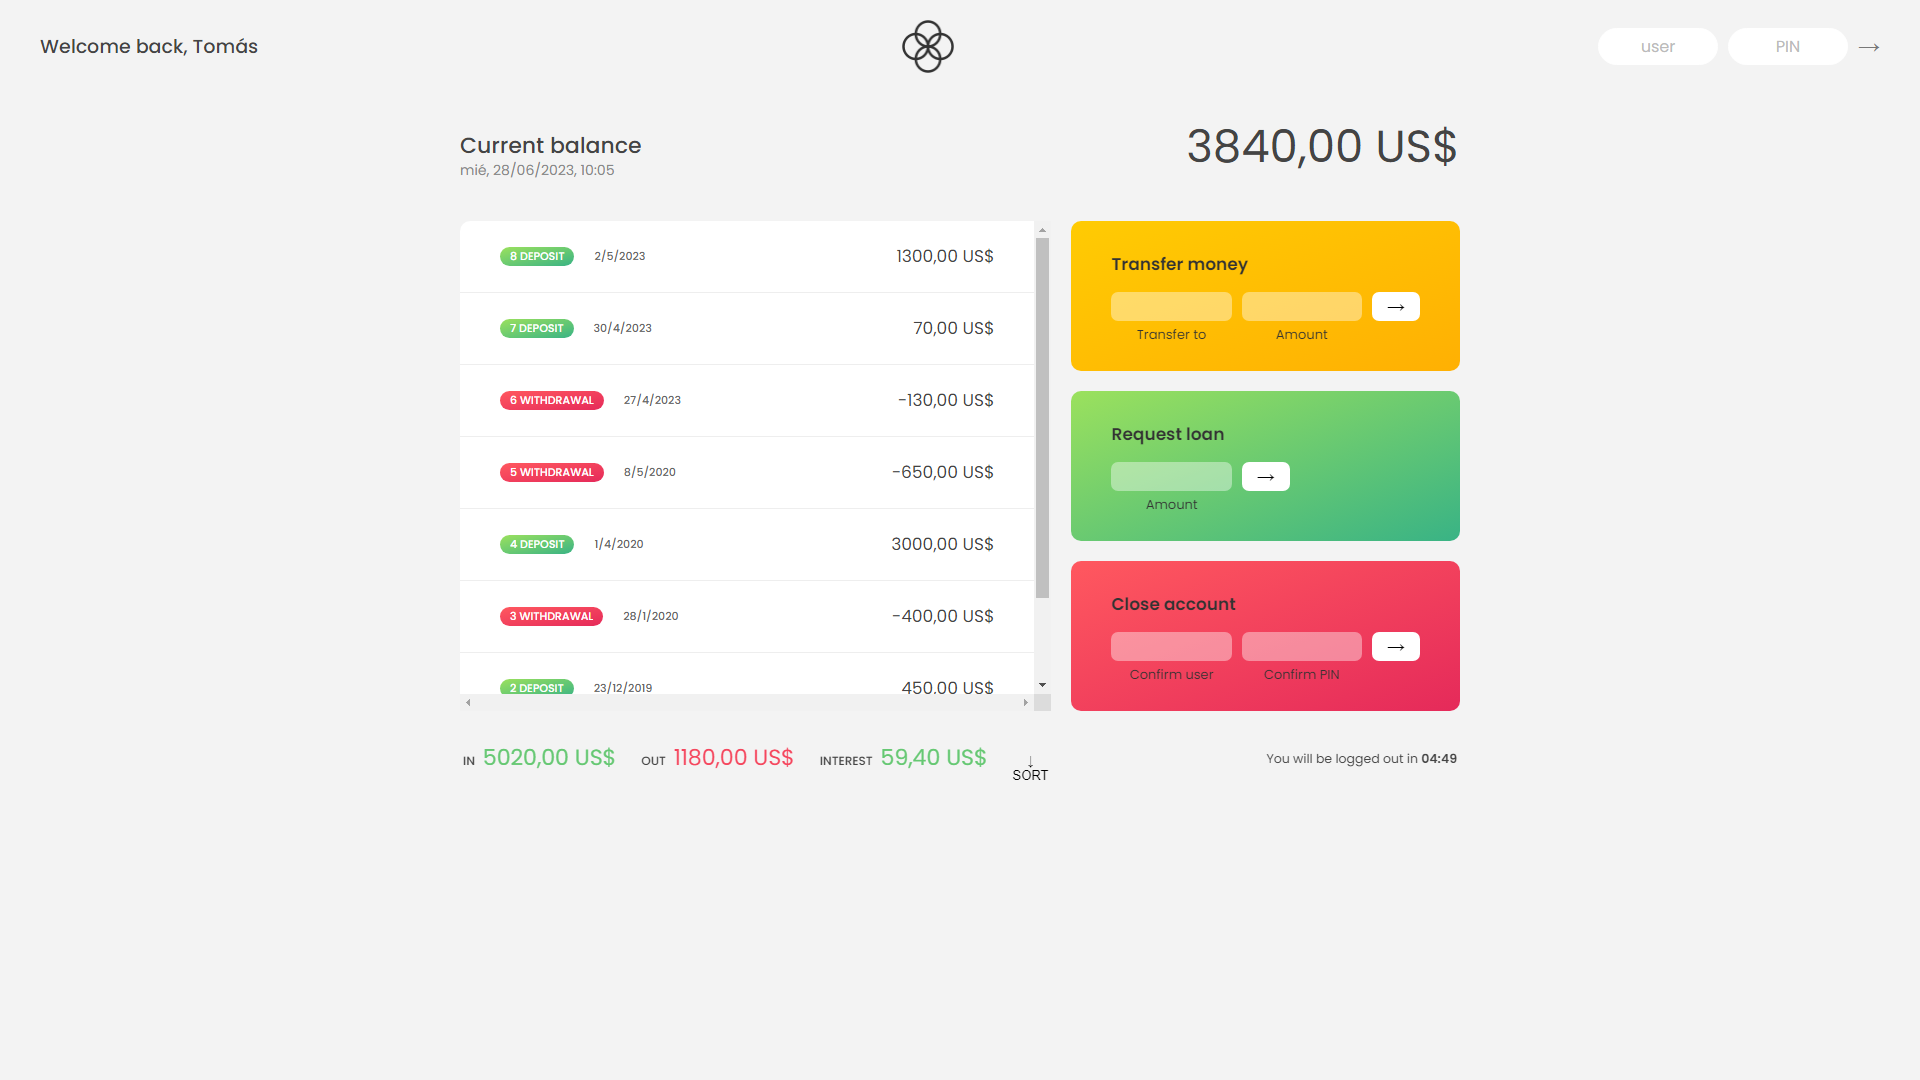 Welcome back, Tomás
user
PIN
→
Current balance
mié, 28/06/2023, 10:05
3840,00 US$
8 DEPOSIT 2/5/2023 1300,00 US$
7 DEPOSIT 30/4/2023 70,00 US$
6 WITHDRAWAL 27/4/2023 -130,00 US$
5 WITHDRAWAL 8/5/2020 -650,00 US$
4 DEPOSIT 1/4/2020 3000,00 US$
3 WITHDRAWAL 28/1/2020 -400,00 US$
2 DEPOSIT 23/12/2019 450,00 US$
Transfer money
→
Transfer to Amount
Request loan
→
Amount
Close account
→
Confirm user Confirm PIN
IN 5020,00 US$ OUT 1180,00 US$ INTEREST 59,40 US$
↓
SORT
You will be logged out in 04:49